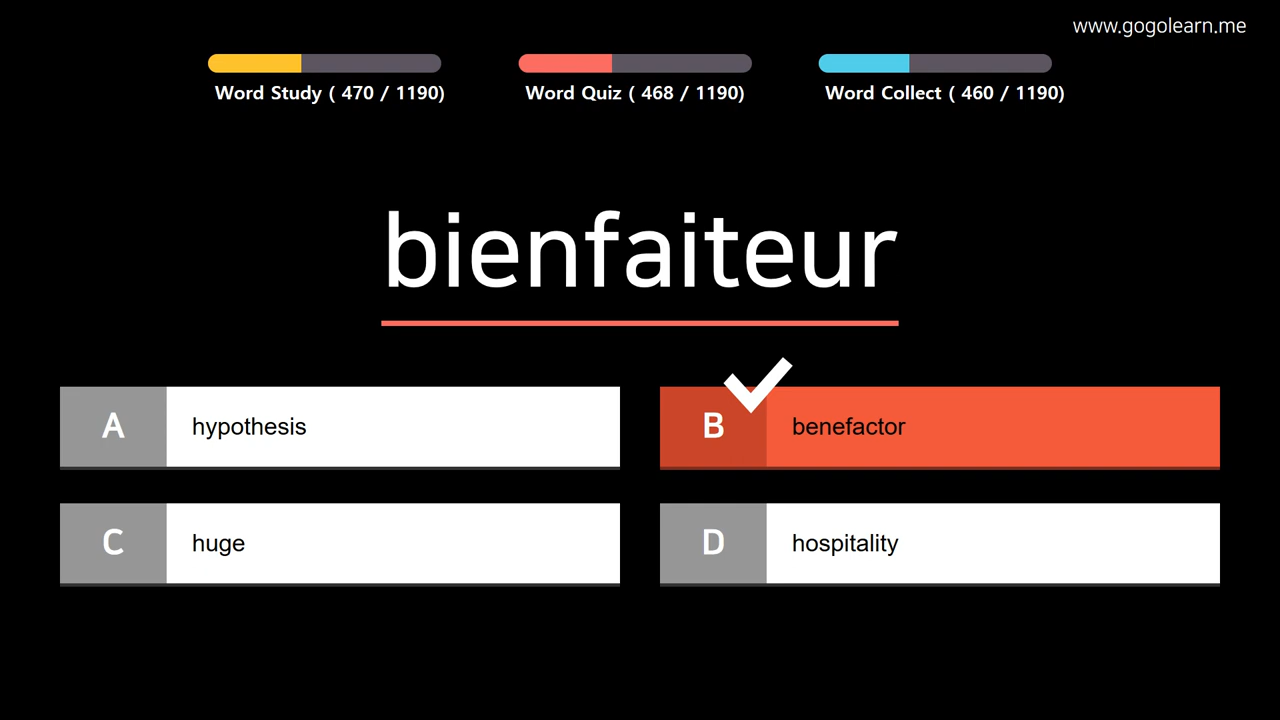 www.gogolearn.me
Word Study ( 470 / 1190)
Word Quiz ( 468 / 1190)
Word Collect ( 460 / 1190)
bienfaiteur
A hypothesis
B benefactor
C huge
D hospitality